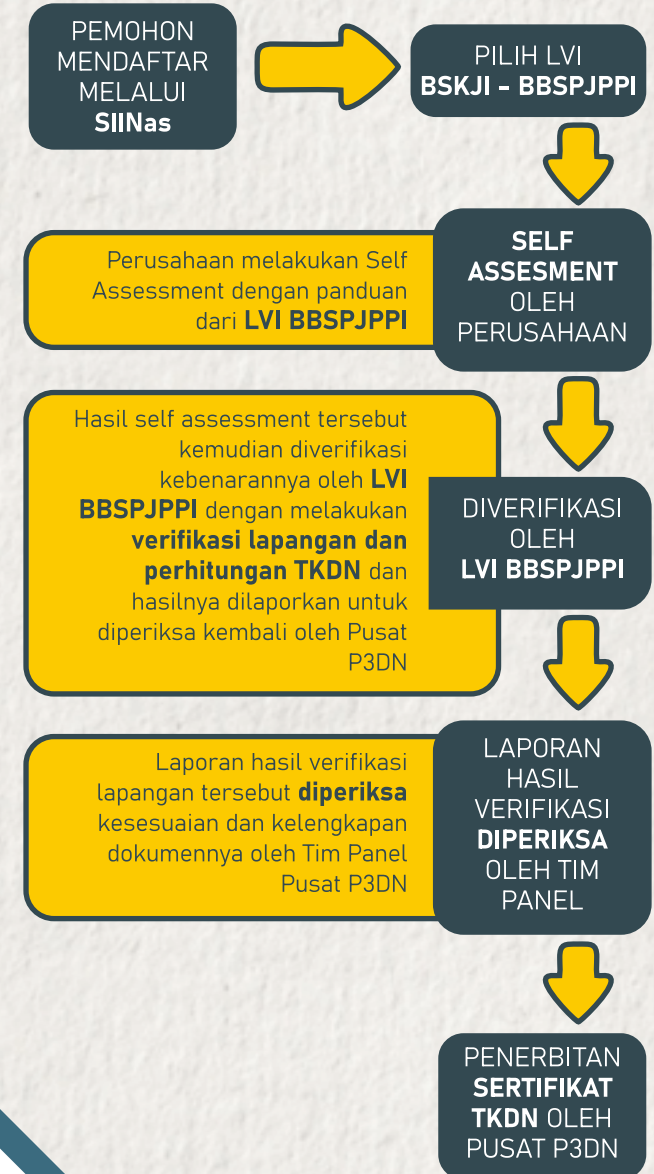 PEMOHON
MENDAFTAR
MELALUI
SIINas
PILIH LVI
BSKJI - BBSPJPPI
SELF
ASSESMENT
OLEH
PERUSAHAAN
Perusahaan melakukan Self
Assessment dengan panduan
dari LVI BBSPJPPI
DIVERIFIKASI
OLEH
LVI BBSPJPPI
Hasil self assessment tersebut
kemudian diverifikasi
kebenarannya oleh LVI
BBSPJPPI dengan melakukan
verifikasi lapangan dan
perhitungan TKDN dan
hasilnya dilaporkan untuk
diperiksa kembali oleh Pusat
P3DN
LAPORAN
HASIL
VERIFIKASI
DIPERIKSA
OLEH TIM
PANEL
Laporan hasil verifikasi
lapangan tersebut diperiksa
kesesuaian dan kelengkapan
dokumennya oleh Tim Panel
Pusat P3DN
PENERBITAN
SERTIFIKAT
TKDN OLEH
PUSAT P3DN